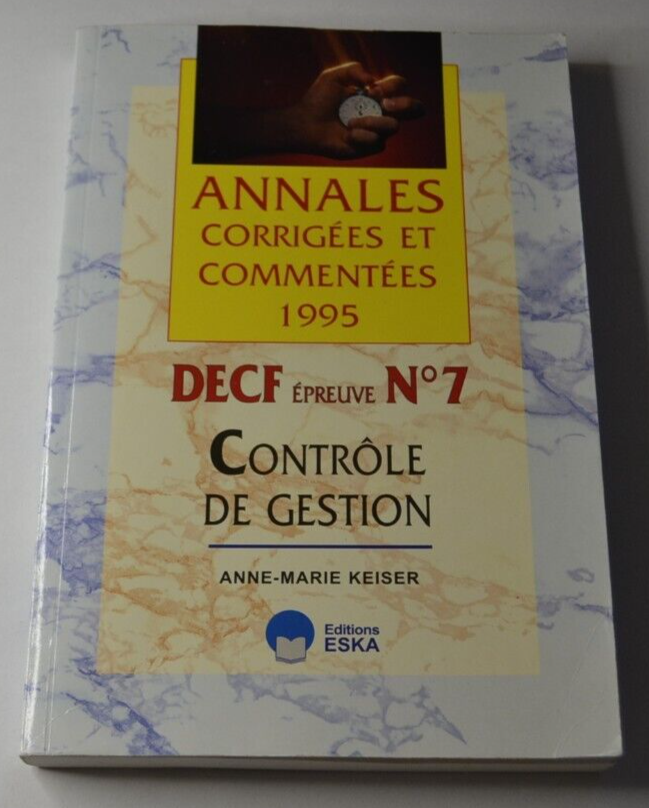 ANNALES
CORRIGÉES ET
COMMENTÉES
1995
DECF ÉPREUVE N°7
CONTRÔLE
DE GESTION
ANNE-MARIE KEISER
Editions
ESKA